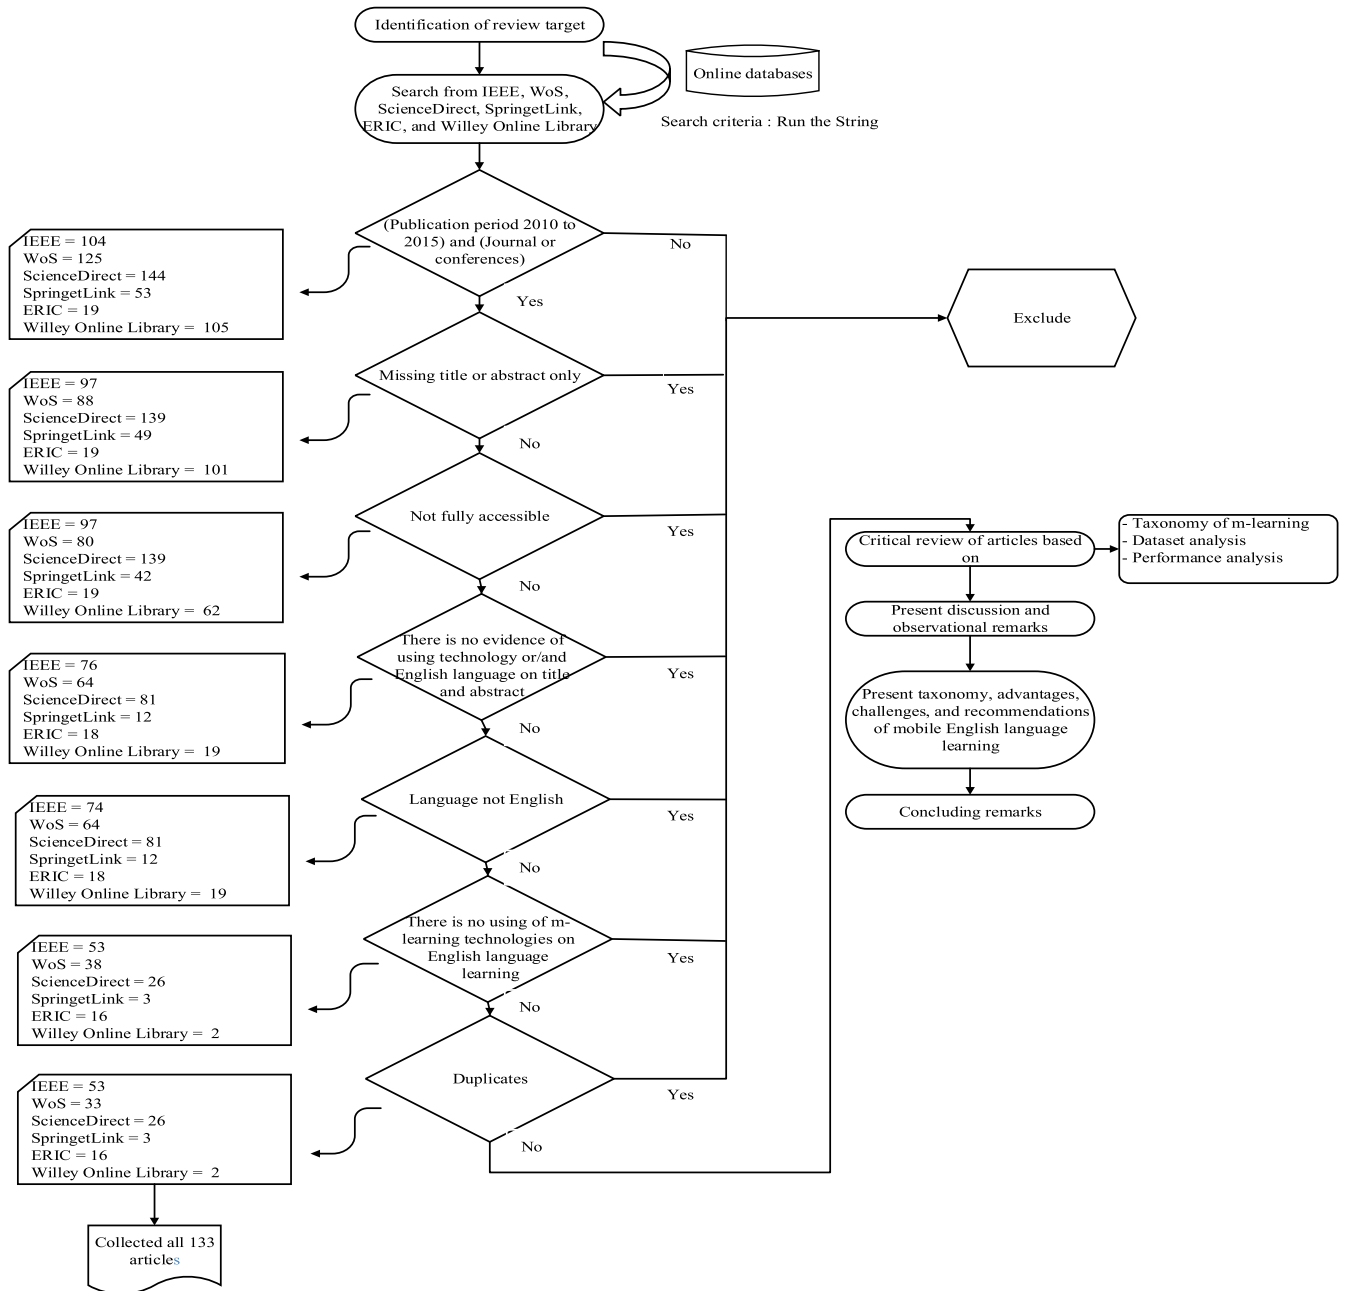 Identification of review target
Online databases
Search from IEEE, WoS,
ScienceDirect, SpringetLink,
ERIC, and Willey Online Library
Search criteria : Run the String
(Publication period 2010 to
2015) and (Journal or
conferences)
No
Yes
IEEE = 104
WoS = 125
ScienceDirect = 144
SpringetLink = 53
ERIC = 19
Willey Online Library =  105
Exclude
Missing title or abstract only
Yes
No
IEEE = 97
WoS = 88
ScienceDirect = 139
SpringetLink = 49
ERIC = 19
Willey Online Library =  101
Not fully accessible
Yes
No
IEEE = 97
WoS = 80
ScienceDirect = 139
SpringetLink = 42
ERIC = 19
Willey Online Library =  62
There is no evidence of
using technology or/and
English language on title
and abstract
Yes
No
IEEE = 76
WoS = 64
ScienceDirect = 81
SpringetLink = 12
ERIC = 18
Willey Online Library =  19
Language not English
Yes
No
IEEE = 74
WoS = 64
ScienceDirect = 81
SpringetLink = 12
ERIC = 18
Willey Online Library =  19
There is no using of m-
learning technologies on
English language
learning
Yes
No
IEEE = 53
WoS = 38
ScienceDirect = 26
SpringetLink = 3
ERIC = 16
Willey Online Library =  2
Duplicates
Yes
No
IEEE = 53
WoS = 33
ScienceDirect = 26
SpringetLink = 3
ERIC = 16
Willey Online Library =  2
Collected all 133
articles
Critical review of articles based
on
- Taxonomy of m-learning
- Dataset analysis
- Performance analysis
Present discussion and
observational remarks
Present taxonomy, advantages,
challenges, and recommendations
of mobile English language
learning
Concluding remarks